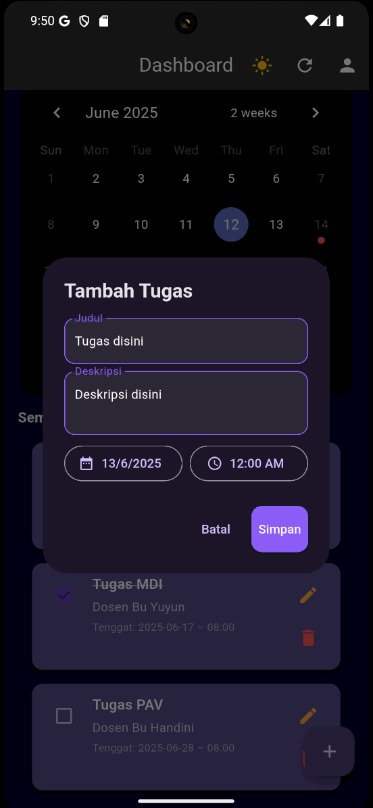 9:50
Dashboard
June 2025
2 weeks
Sun Mon Tue Wed Thu Fri Sat
1 2 3 4 5 6 7
8 9 10 11 12 13 14
Tambah Tugas
Judul
Tugas disini
Deskripsi
Deskripsi disini
13/6/2025
12:00 AM
Batal
Simpan
Tugas MDI
Dosen Bu Yuyun
Tenggat: 2025-06-17 – 08:00
Tugas PAV
Dosen Bu Handini
Tenggat: 2025-06-28 – 08:00